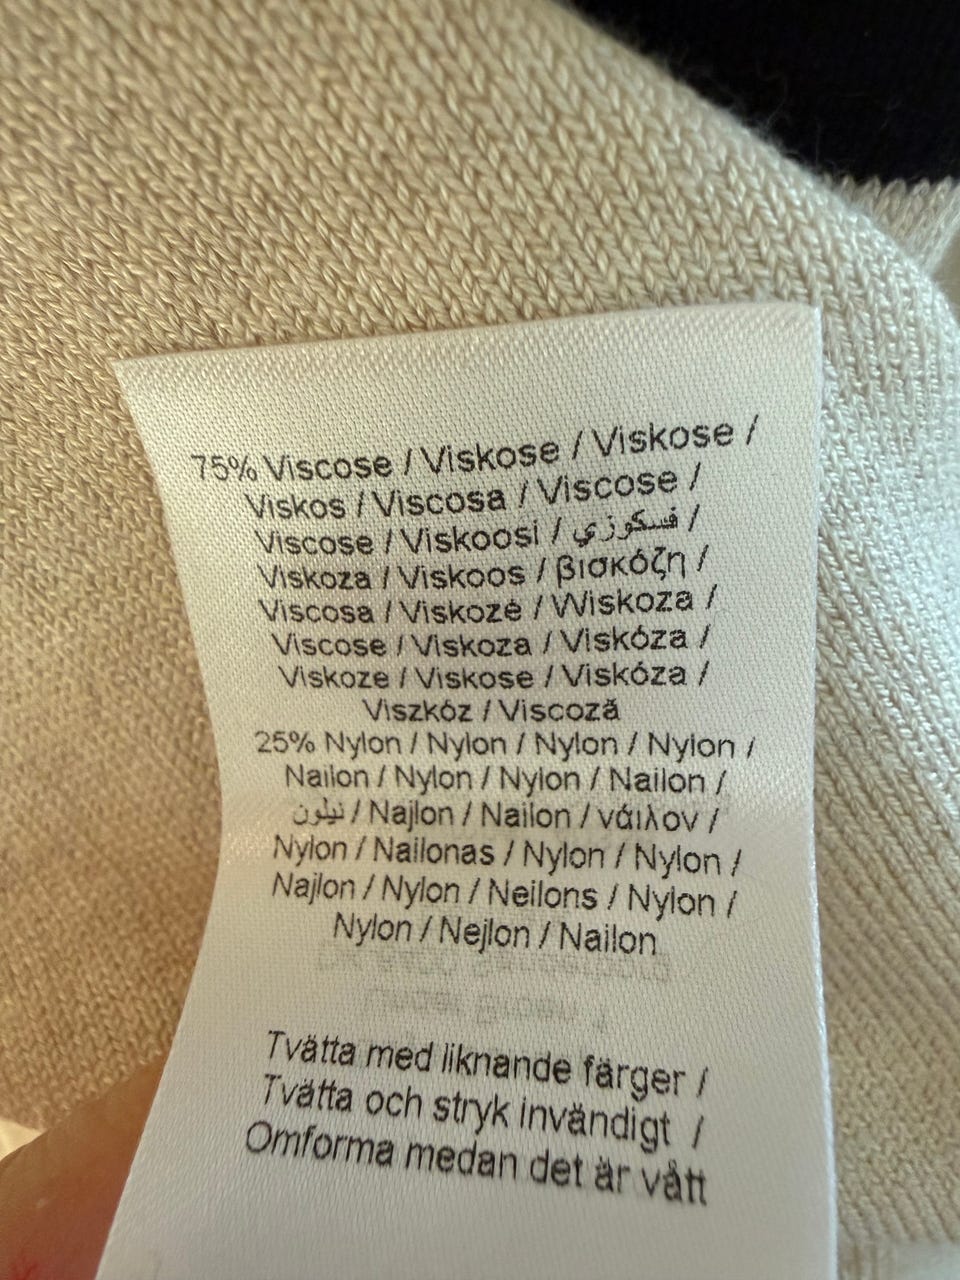 75% Viscose / Viskose / Viskose /
Viskos / Viscosa / Viscose /
Viscose / Viskoosi / فسكوزي /
Viskoza / Viskoos / βισκόζη /
Viscosa / Viskozė / Wiskoza /
Viscose / Viskoza / Viskóza /
Viskoze / Viskose / Viskóza /
Viszkóz / Viscoză
25% Nylon / Nylon / Nylon / Nylon /
Nailon / Nylon / Nylon / Nailon /
نيلون / Najlon / Nailon / νάιλον /
Nylon / Nailonas / Nylon / Nylon /
Najlon / Nylon / Neilons / Nylon /
Nylon / Nejlon / Nailon
Tvätta med liknande färger /
Tvätta och stryk invändigt /
Omforma medan det är vått